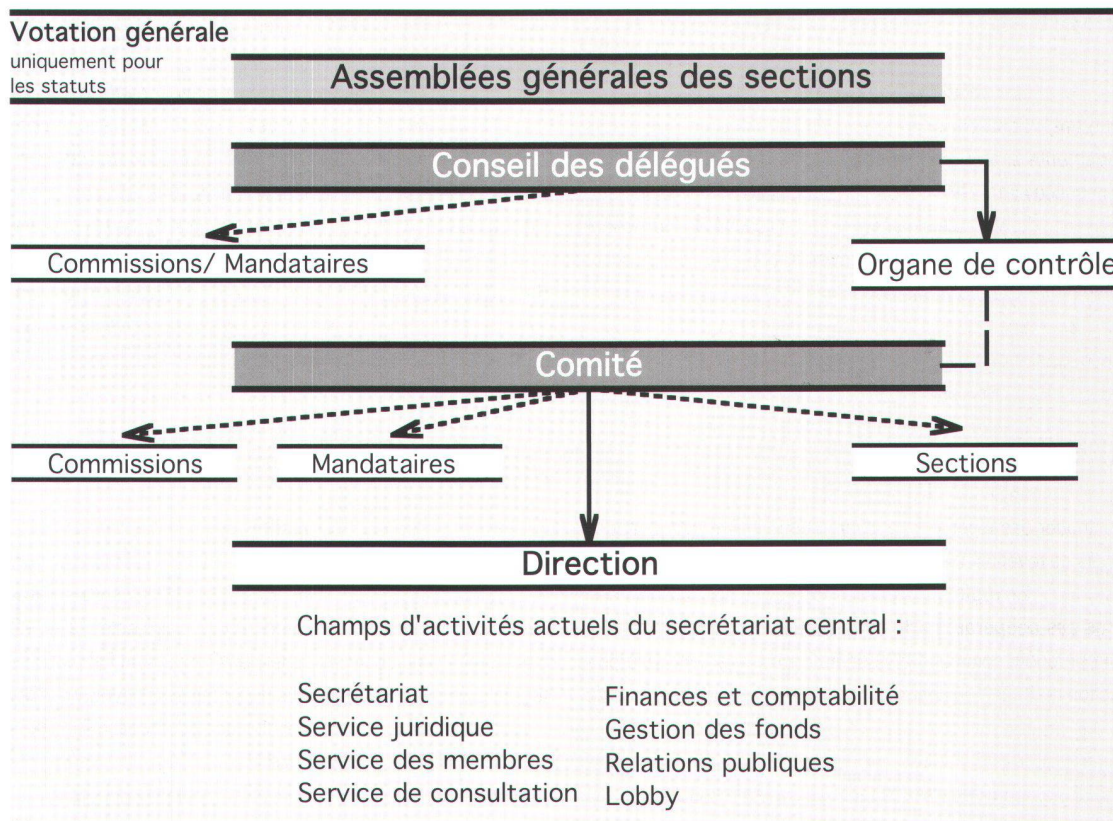 Votation générale
uniquement pour
les statuts
Assemblées générales des sections
Conseil des délégués
Commissions/ Mandataires
Organe de contrôle
Comité
Commissions
Mandataires
Sections
Direction
Champs d'activités actuels du secrétariat central :
Secrétariat
Service juridique
Service des membres
Service de consultation
Finances et comptabilité
Gestion des fonds
Relations publiques
Lobby